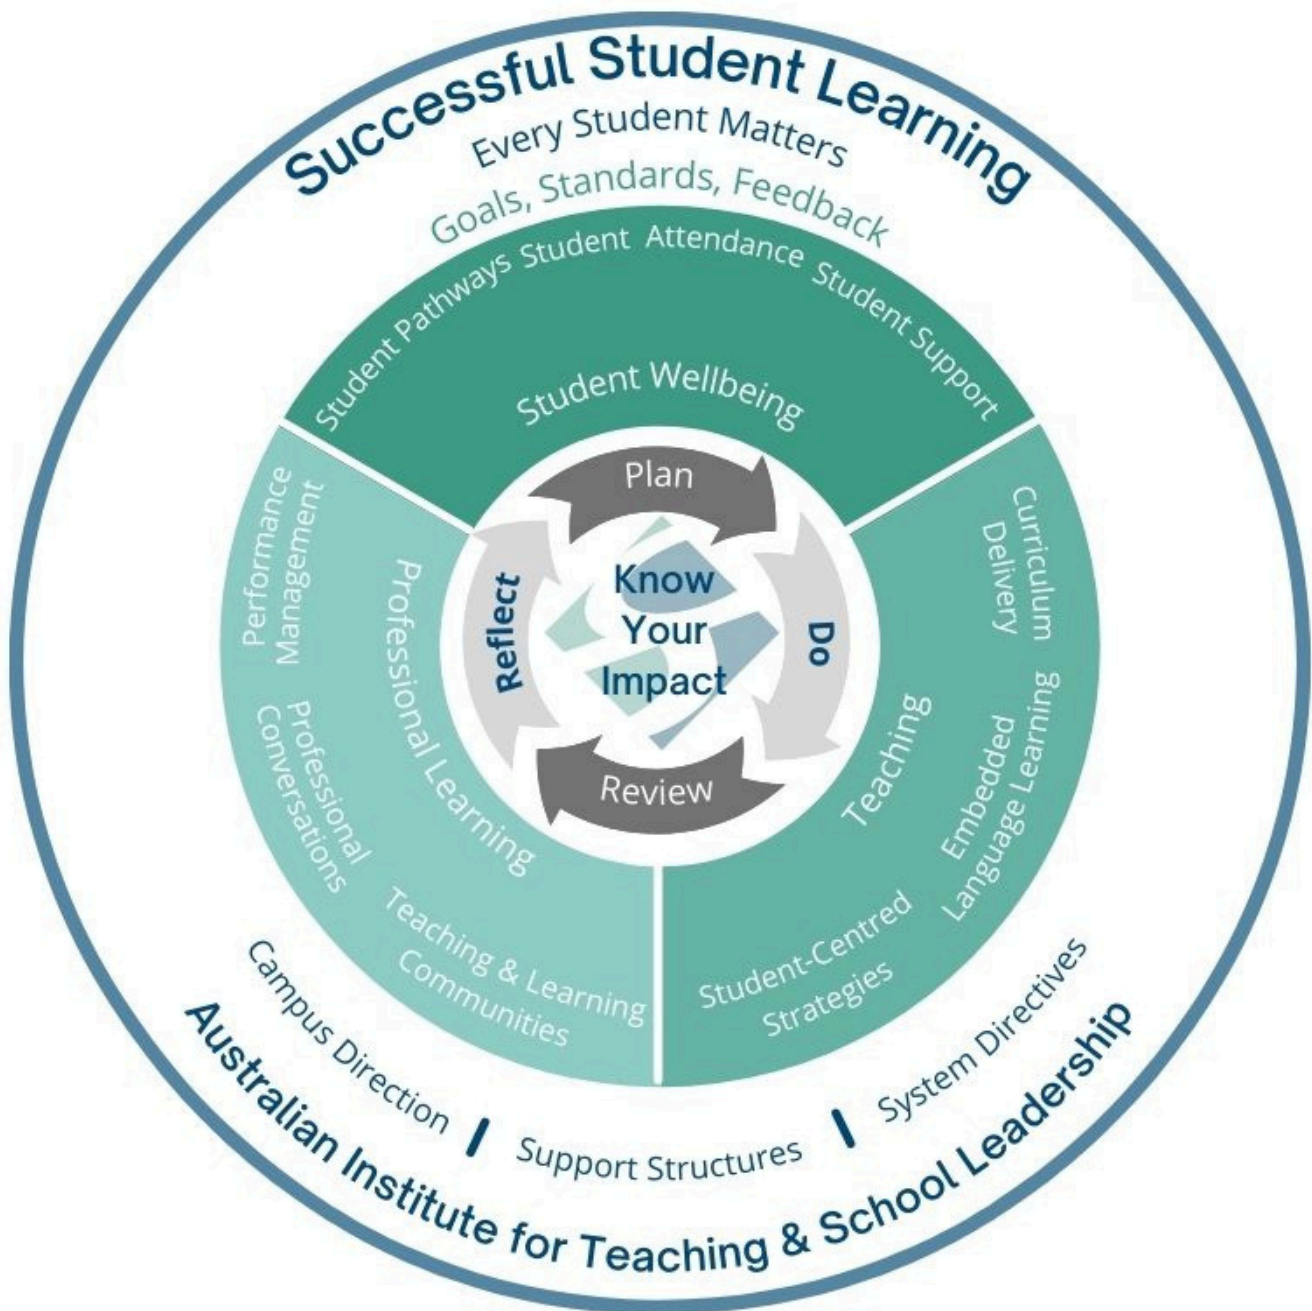 Successful Student Learning
Every Student Matters
Goals, Standards, Feedback
Student Pathways
Student Attendance
Student Support
Student Wellbeing
Performance
Management
Professional Learning
Professional
Conversations
Teaching & Learning
Communities
Curriculum
Delivery
Teaching
Embedded
Language Learning
Student-Centred
Strategies
Plan
Do
Review
Reflect
Know
Your
Impact
Campus Direction
Support Structures
System Directives
Australian Institute for Teaching & School Leadership